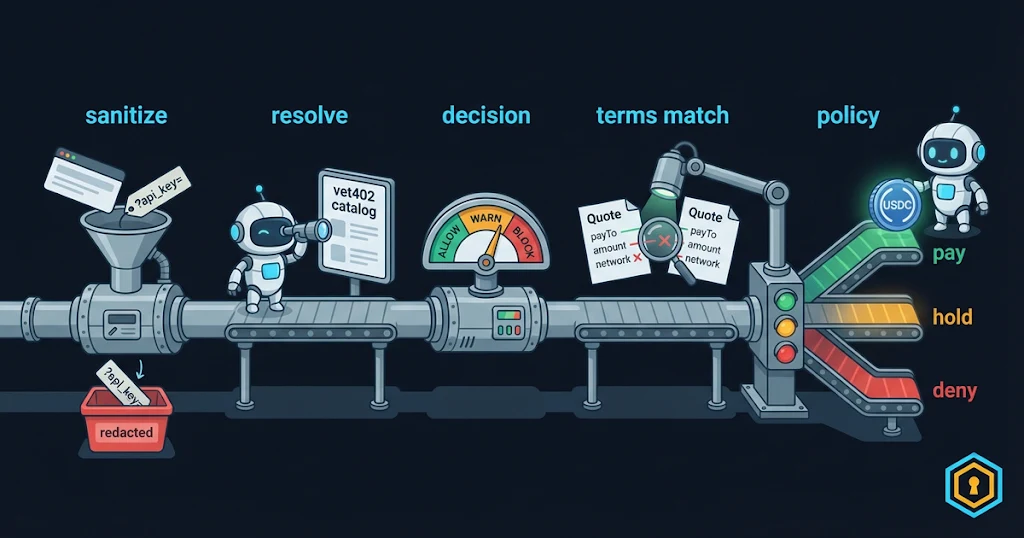 sanitize
resolve
decision
terms match
policy
?api_key=
vet402
catalog
ALLOW
WARN
BLOCK
Quote
payTo
amount
network
Quote
payTo
amount
network
USDC
pay
hold
deny
?api_key=
redacted